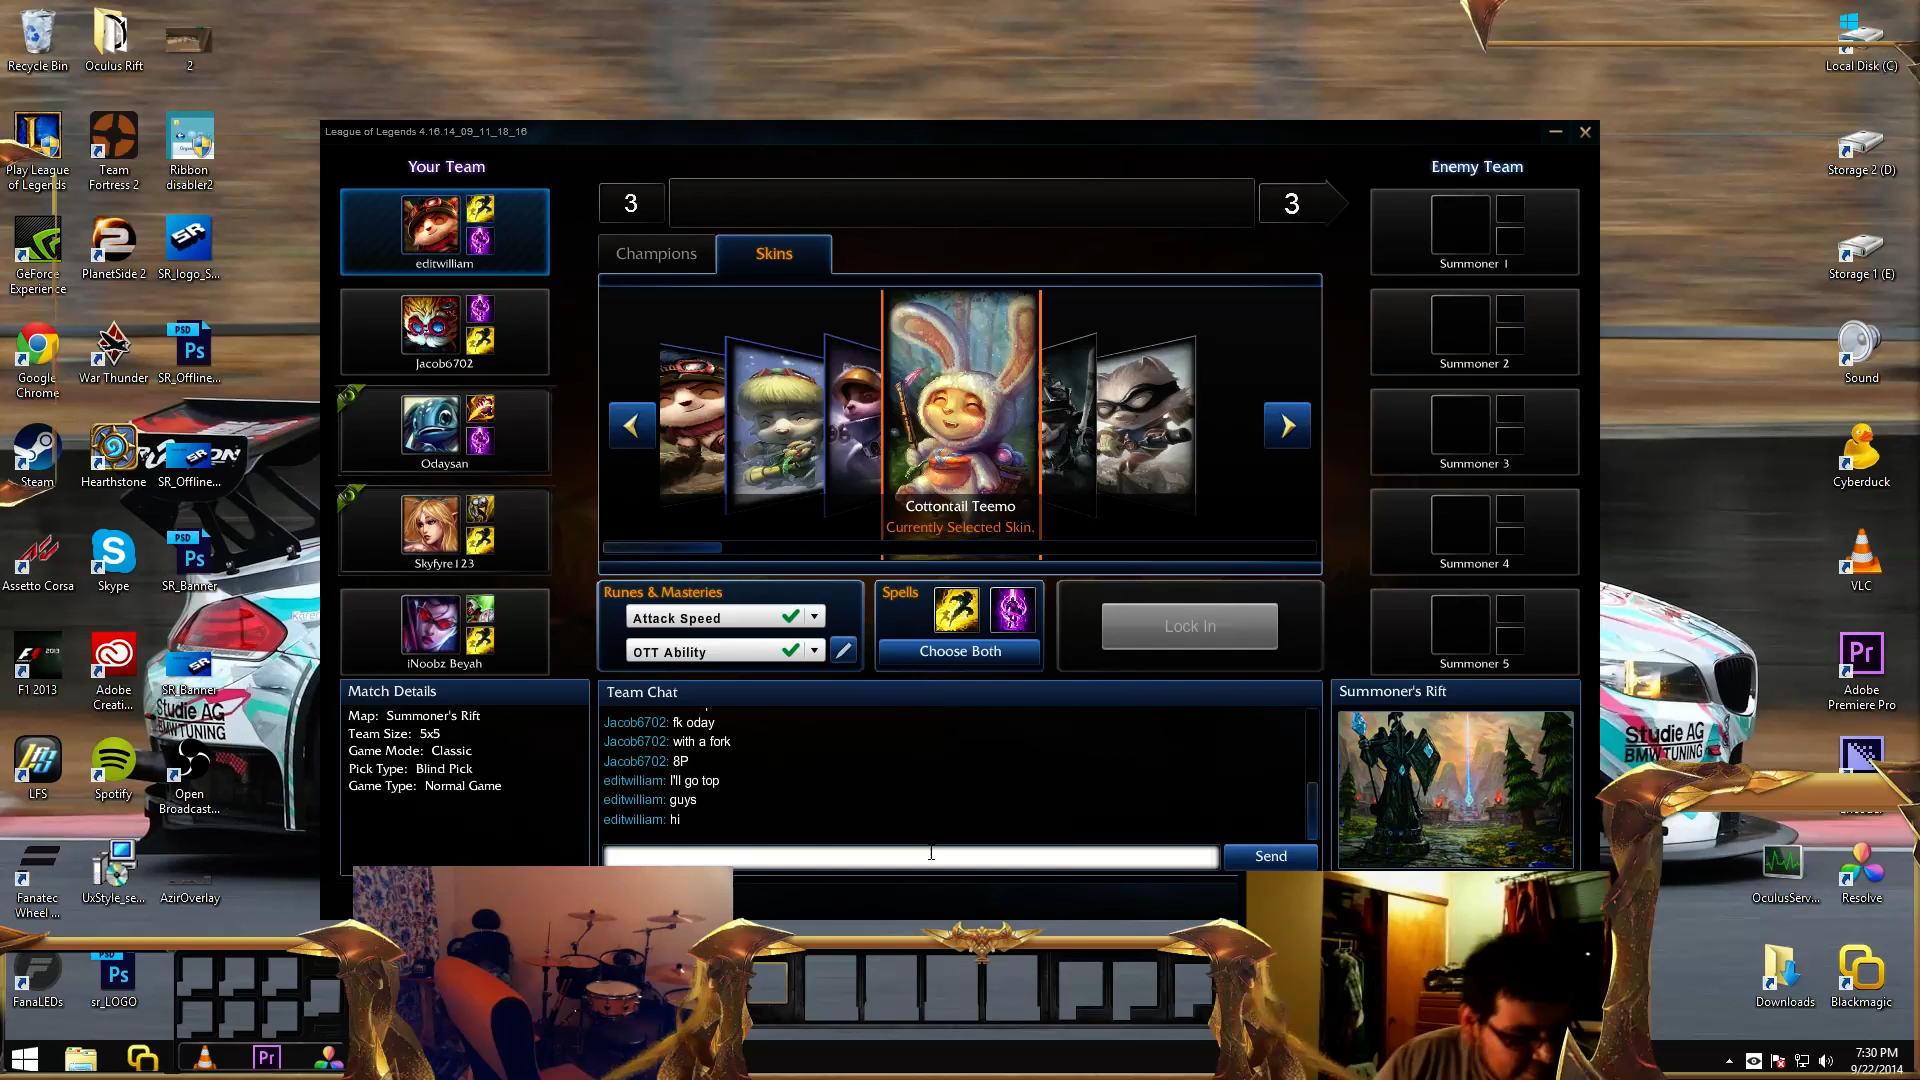 Recycle Bin
Oculus Rift
2
Play League of Legends
Team Fortress 2
Ribbon disabler2
GeForce Experience
PlanetSide 2
SR_logo_S...
Google Chrome
War Thunder
SR_Offline...
Steam
Hearthstone
SR_Offline...
Assetto Corsa
Skype
SR_Banner
F1 2013
Adobe Creati...
SR_Banner
LFS
Spotify
Open Broadcast...
Fanatec Wheel ...
UxStyle_se...
AzirOverlay
FanaLEDs
sr_LOGO
League of Legends 4.16.14_09_11_18_16
Your Team
editwilliam
Jacob6702
Odaysan
Skyfyre123
iNoobz Beyah
3
3
Champions
Skins
Cottontail Teemo
Currently Selected Skin.
Runes & Masteries
Attack Speed
OTT Ability
Spells
Choose Both
Lock In
Enemy Team
Summoner 1
Summoner 2
Summoner 3
Summoner 4
Summoner 5
Match Details
Map: Summoner's Rift
Team Size: 5x5
Game Mode: Classic
Pick Type: Blind Pick
Game Type: Normal Game
Team Chat
Jacob6702: fk oday
Jacob6702: with a fork
Jacob6702: 8P
editwilliam: I'll go top
editwilliam: guys
editwilliam: hi
Send
Summoner's Rift
Local Disk (C)
Storage 2 (D)
Storage 1 (E)
Sound
Cyberduck
VLC
Adobe Premiere Pro
OculusServ...
Resolve
Downloads
Blackmagic
Studie AG
BMW TUNING
Studie AG
BMW TUNING
7:30 PM
9/22/2014